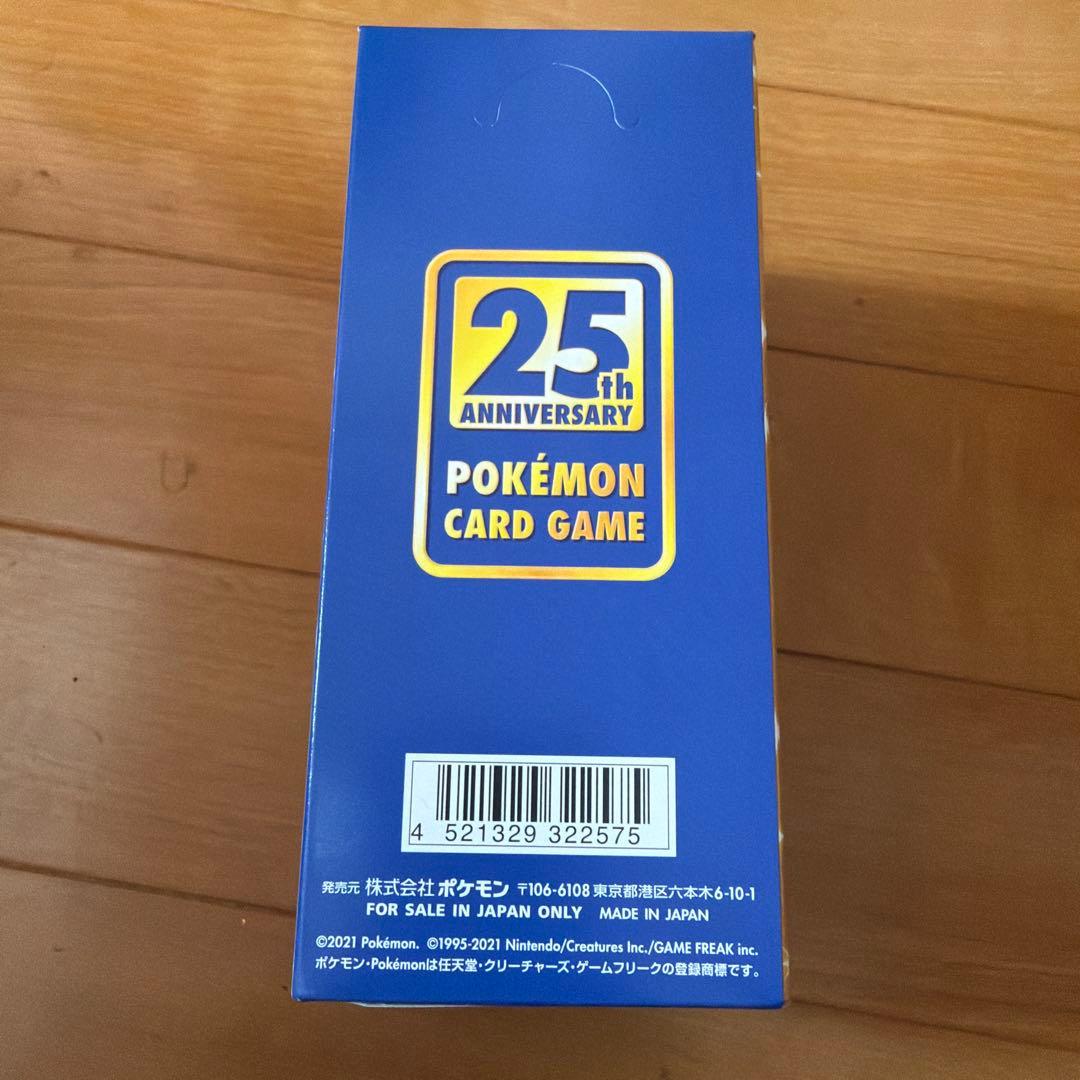 25th
ANNIVERSARY
POKÉMON
CARD GAME
4 521329 322575
発売元 株式会社ポケモン 〒106-6108 東京都港区六本木6-10-1
FOR SALE IN JAPAN ONLY MADE IN JAPAN
©2021 Pokémon. ©1995-2021 Nintendo/Creatures Inc./GAME FREAK inc.
ポケモン・Pokémonは任天堂・クリーチャーズ・ゲームフリークの登録商標です。